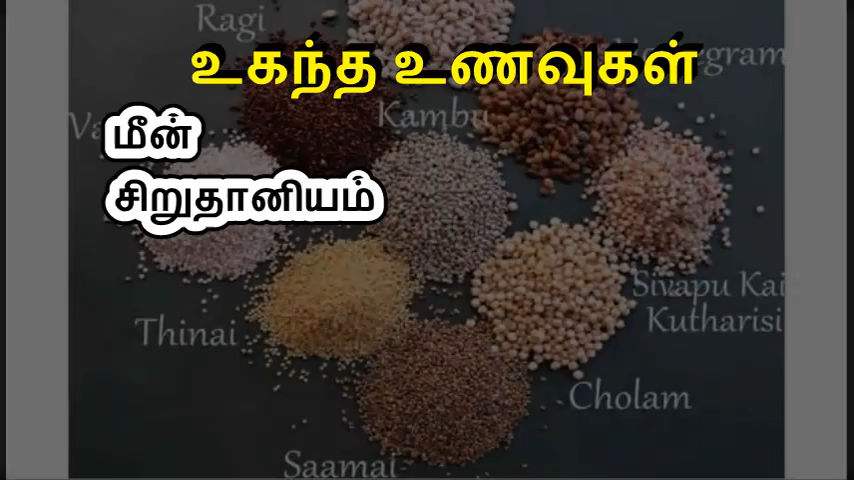 Ragi
உகந்த உணவுகள்
Kambu
மீன்
சிறுதானியம்
Sivapu Kai
Kutharisi
Thinai
Cholam
Saamai